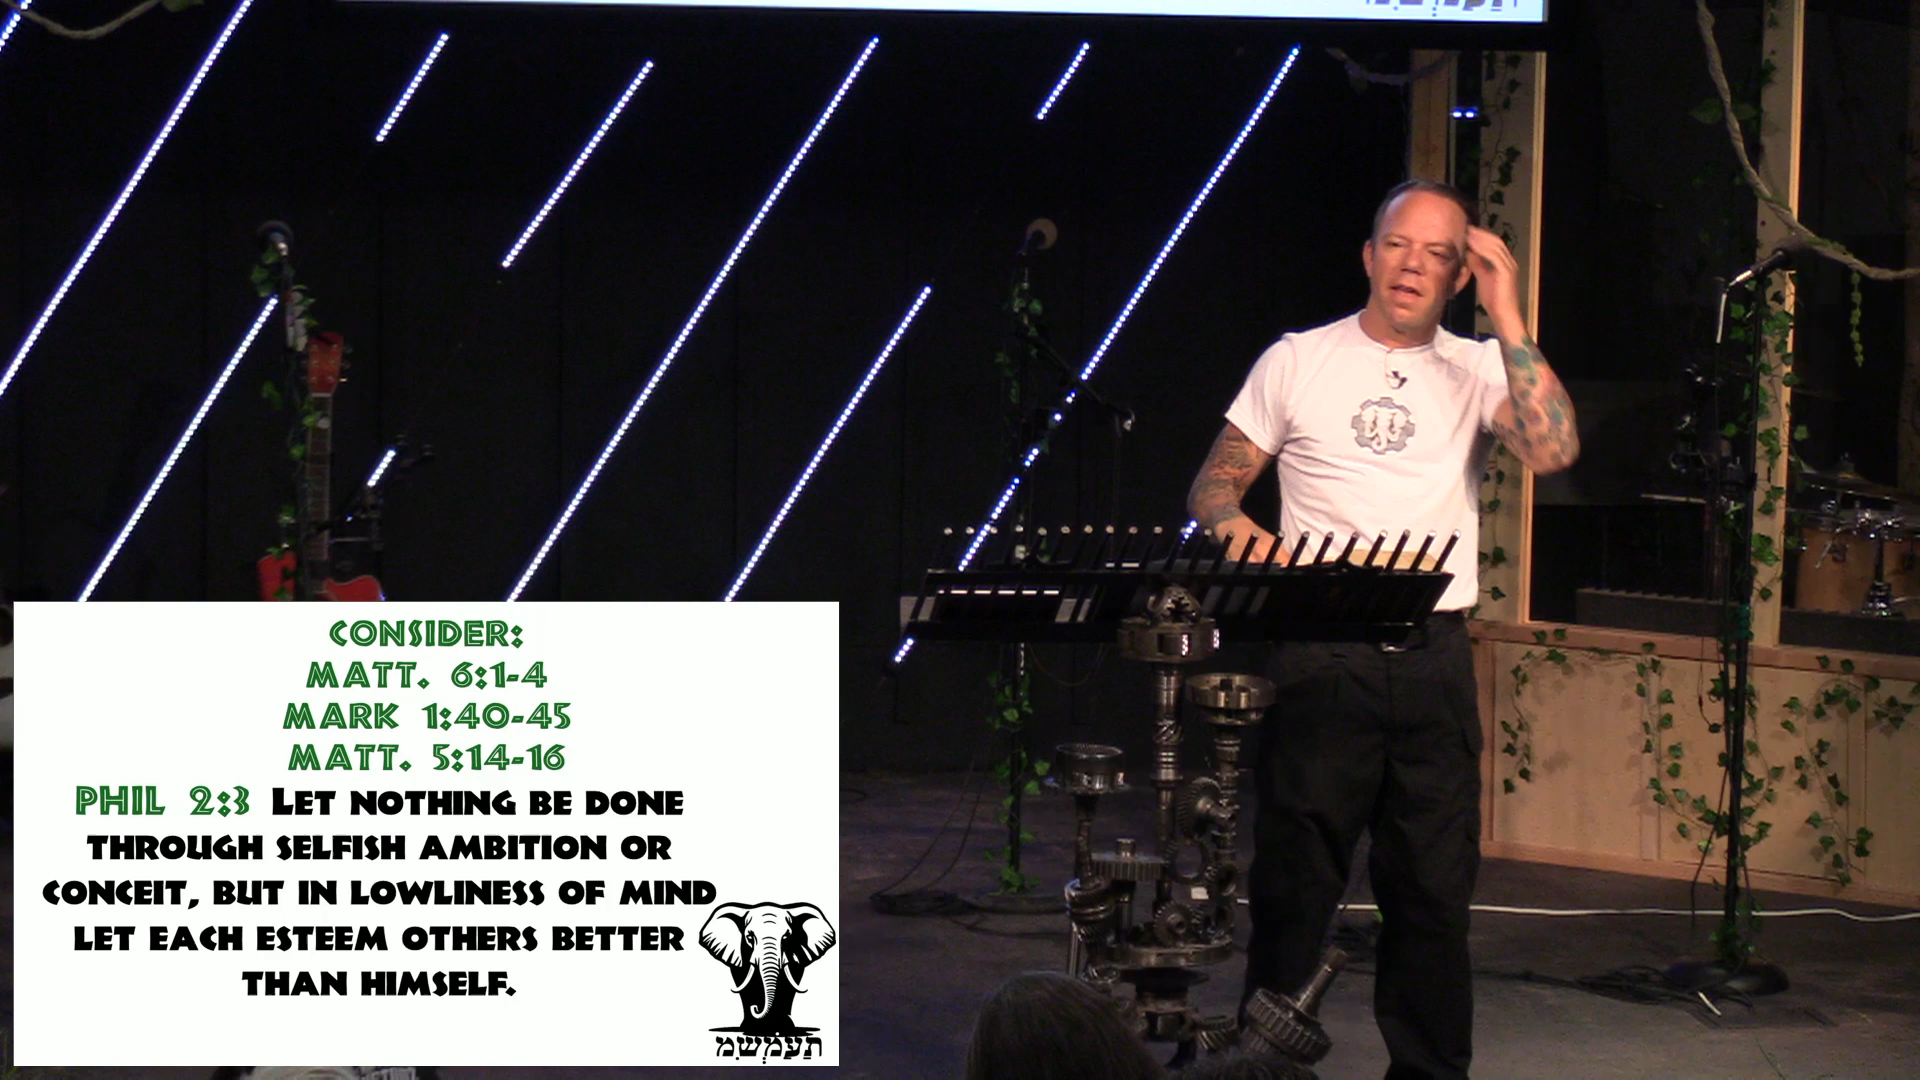 CONSIDER:
MATT. 6:1-4
MARK 1:40-45
MATT. 5:14-16
PHIL 2:3 LET NOTHING BE DONE
THROUGH SELFISH AMBITION OR
CONCEIT, BUT IN LOWLINESS OF MIND
LET EACH ESTEEM OTHERS BETTER
THAN HIMSELF.